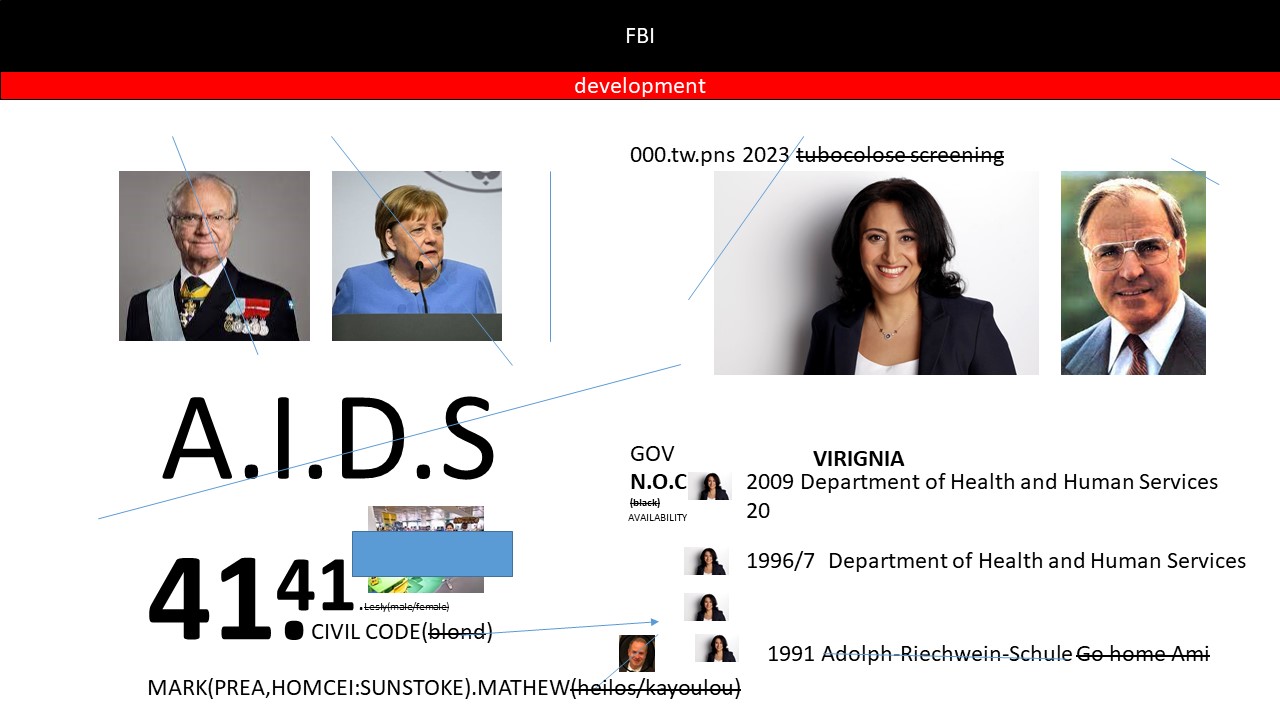 FBI
development
000.tw.pns 2023 tubocolose screening
A.I.D.S
GOV
VIRIGNIA
N.O.C
2009 Department of Health and Human Services
(black)
AVAILABILITY
20
1996/7 Department of Health and Human Services
41.41
.Lesly(male/female)
CIVIL CODE(blond)
1991 Adolph-Riechwein-Schule Go home Ami
MARK(PREA,HOMCEI:SUNSTOKE).MATHEW(heilos/kayoulou)